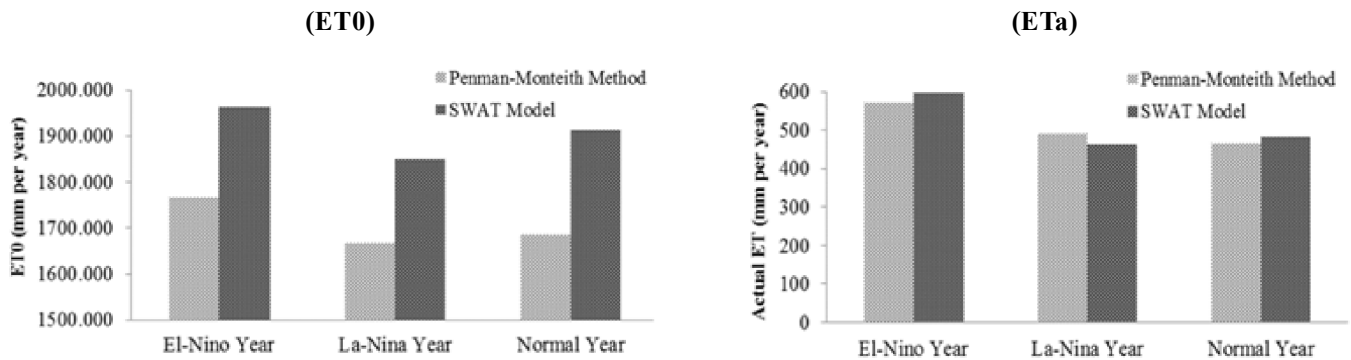 (ET0)
Penman-Monteith Method
SWAT Model
2000.000
1900.000
1800.000
1700.000
1600.000
1500.000
ET0 (mm per year)
El-Nino Year La-Nina Year Normal Year
(ETa)
Penman-Monteith Method
SWAT Model
600
500
400
300
200
100
0
Actual ET (mm per year)
El-Nino Year La-Nina Year Normal Year